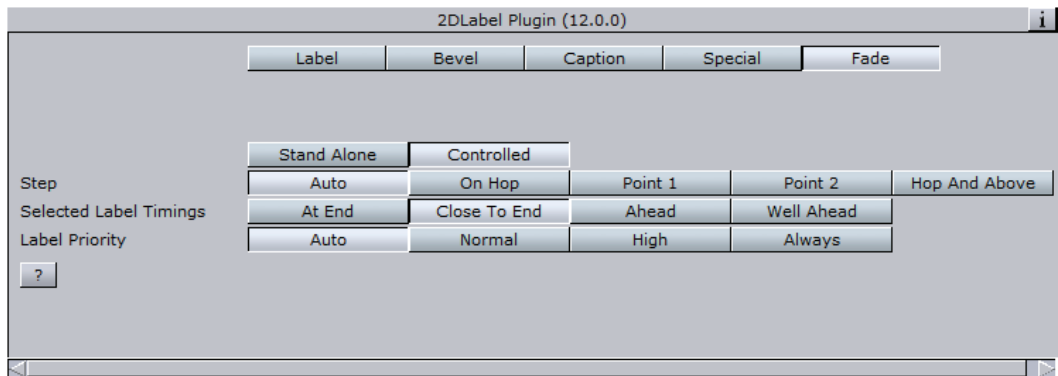 2DLabel Plugin (12.0.0) i
Label Bevel Caption Special Fade
Stand Alone Controlled
Step Auto On Hop Point 1 Point 2 Hop And Above
Selected Label Timings At End Close To End Ahead Well Ahead
Label Priority Auto Normal High Always
?